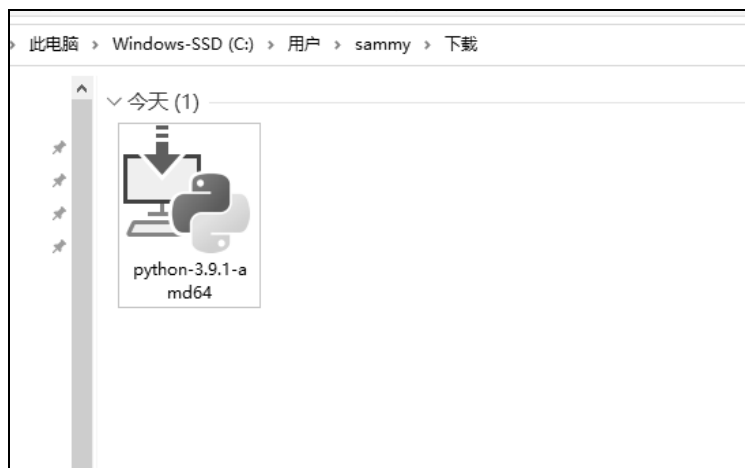 此电脑 > Windows-SSD (C:) > 用户 > sammy > 下载
今天 (1)
python-3.9.1-a
md64